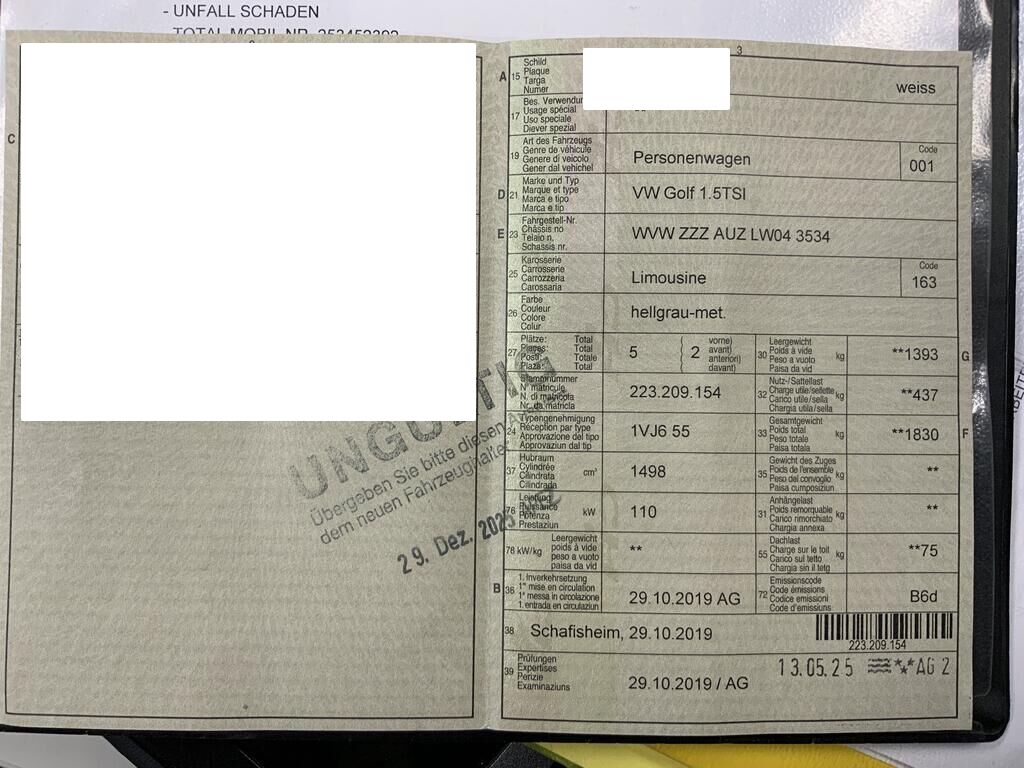 - UNFALL SCHADEN
3
A 15 Schild
Plaque
Targa
Numer
weiss
17 Bes. Verwendun
Usage spécial
Uso speciale
Diever spezial
C
19 Art des Fahrzeugs
Genre de véhicule
Genere di veicolo
Gener dal vehichel
Personenwagen
Code
001
D 21 Marke und Typ
Marque et type
Marca e tipo
Marca e tip
VW Golf 1.5TSI
E 23 Fahrgestell-Nr.
Châssis no
Telaio n.
Schassis nr.
WVW ZZZ AUZ LW04 3534
25 Karosserie
Carrosserie
Carrozzeria
Carossaria
Limousine
Code
163
26 Farbe
Couleur
Colore
Colur
hellgrau-met.
27 Plätze: Total
Places: Total
Posti: Totale
Plazs: Total
5 ( 2 vorne)
avant)
anteriori)
davant)
30 Leergewicht
Poids à vide
Peso a vuoto
Paisa da vid
kg
**1393
G
Stammnummer
N° matricule
N. di matricola
Nr. da matricla
223.209.154
32 Nutz-/Sattellast
Charge utile/sellette
Carico utile/sella
Chargia utila/sella
kg
**437
24 Typengenehmigung
Réception par type
Approvazione del tipo
Approvaziun dal tip
1VJ6 55
33 Gesamtgewicht
Poids total
Peso totale
Paisa totala
kg
**1830
F
37 Hubraum
Cylindrée
Cilindrata
Cilindrada
cm³
1498
35 Gewicht des Zuges
Poids de l'ensemble
Peso del convoglio
Paisa cumposiziun
kg
**
76 Leistung
Puissance
Potenza
Prestaziun
kW
110
31 Anhängelast
Poids remorquable
Carico rimorchiato
Chargia annexa
kg
**
78 kW/kg Leergewicht
poids à vide
peso a vuoto
paisa da vid
**
55 Dachlast
Charge sur le toit
Carico sul tetto
Chargia sin il tetg
kg
**75
B 36 1. Inverkehrsetzung
1re mise en circulation
1a messa in circolazione
1. entrada en circulaziun
29.10.2019 AG
72 Emissionscode
Code émissions
Codice emissioni
Code d'emissiuns
B6d
38 Schafisheim, 29.10.2019
223.209.154
39 Prüfungen
Expertises
Perizie
Examinaziuns
29.10.2019 / AG
13.05.25 AG 2
UNGÜLTIG
Übergeben Sie bitte diesen
dem neuen Fahrzeughalter
29. Dez. 2025